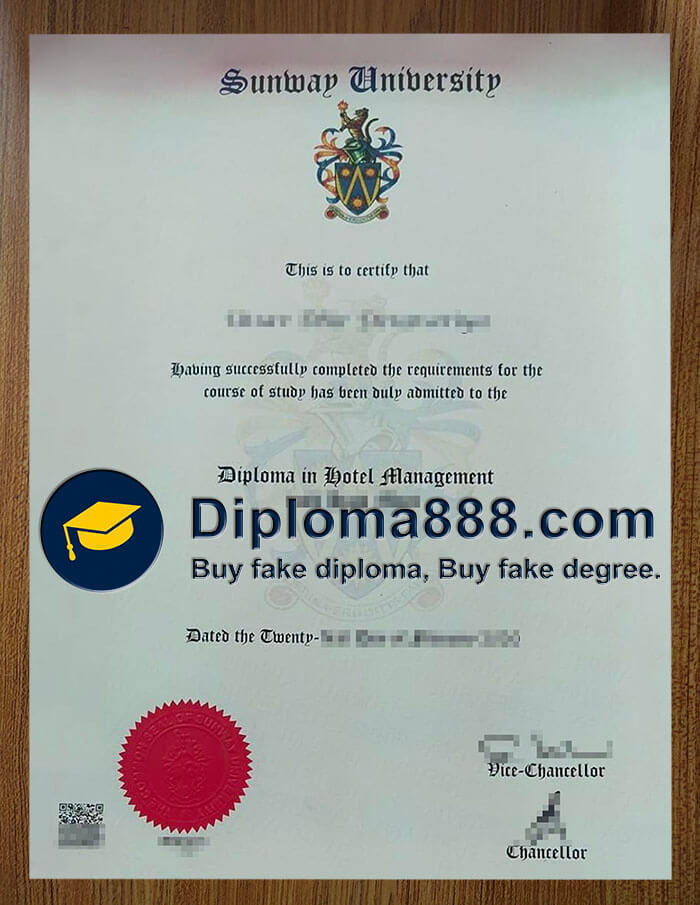 Sunway University
This is to certify that
Having successfully completed the requirements for the
course of study has been duly admitted to the
Diploma in Hotel Management
Diploma888.com
Buy fake diploma, Buy fake degree.
Dated the Twenty-
Vice-Chancellor
Chancellor